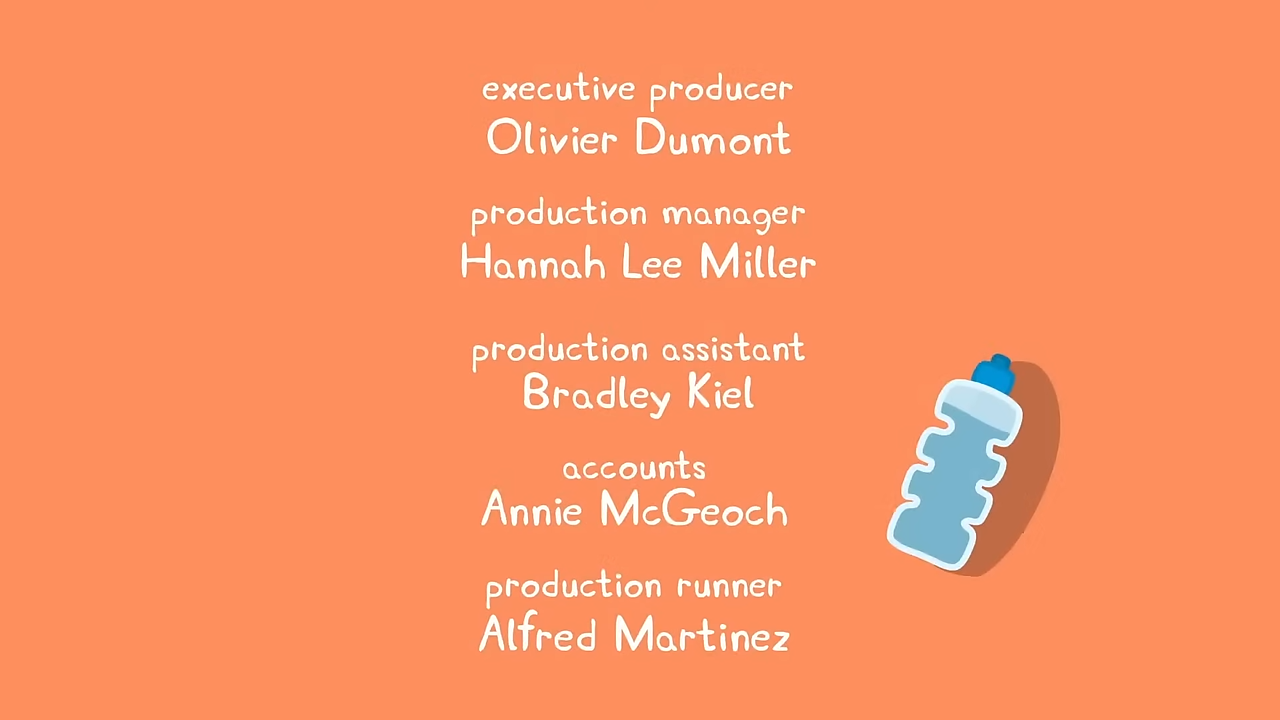 executive producer
Olivier Dumont
production manager
Hannah Lee Miller
production assistant
Bradley Kiel
accounts
Annie McGeoch
production runner
Alfred Martinez